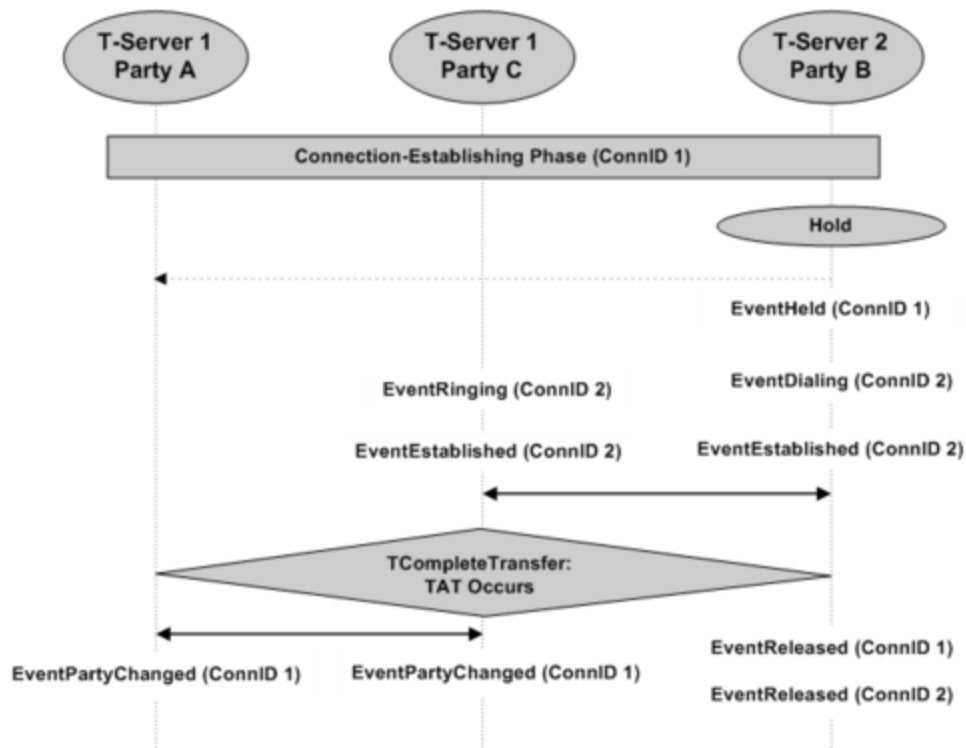 T-Server 1
Party A
T-Server 1
Party C
T-Server 2
Party B
Connection-Establishing Phase (ConnID 1)
Hold
EventHeld (ConnID 1)
EventRinging (ConnID 2)
EventDialing (ConnID 2)
EventEstablished (ConnID 2)
EventEstablished (ConnID 2)
TCompleteTransfer:
TAT Occurs
EventPartyChanged (ConnID 1)
EventPartyChanged (ConnID 1)
EventReleased (ConnID 1)
EventReleased (ConnID 2)